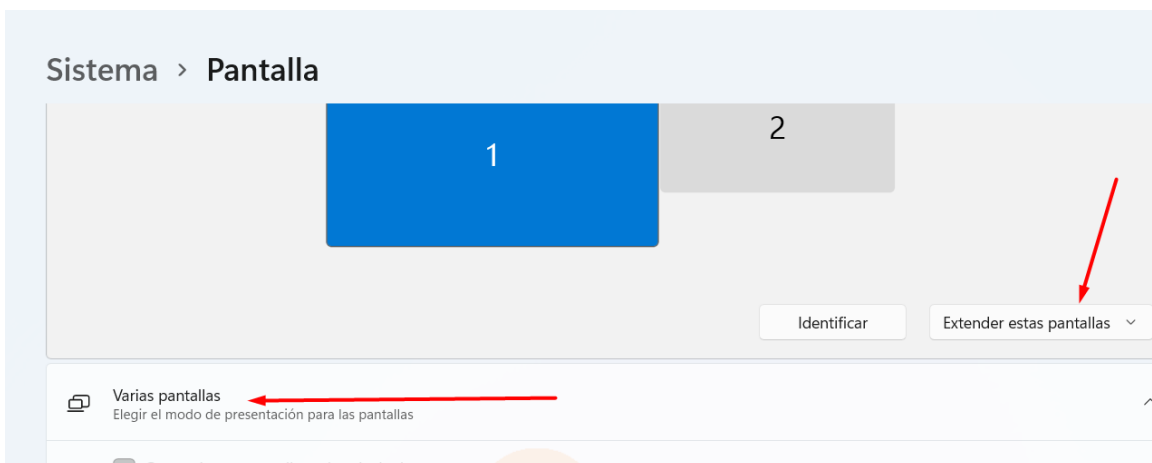 Sistema > Pantalla
1
2
Identificar
Extender estas pantallas
Varias pantallas
Elegir el modo de presentación para las pantallas